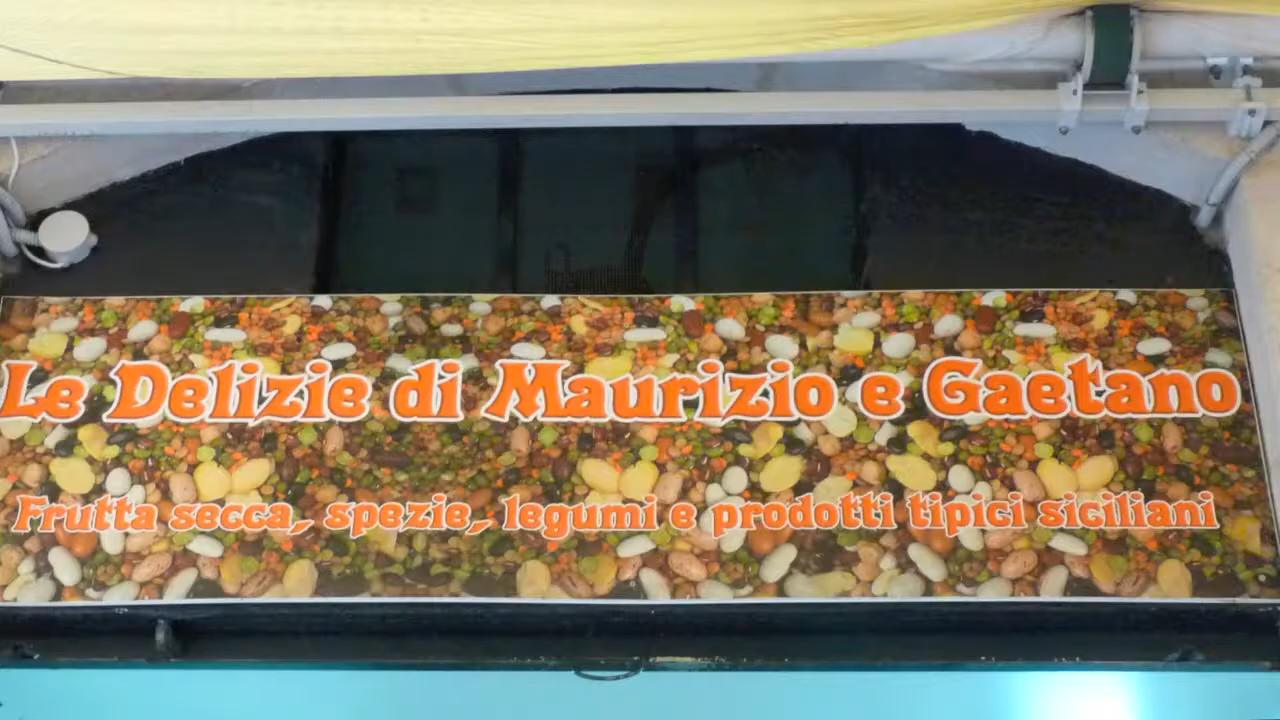 Le Delizie di Maurizio e Gaetano
Frutta secca, spezie, legumi e prodotti tipici siciliani